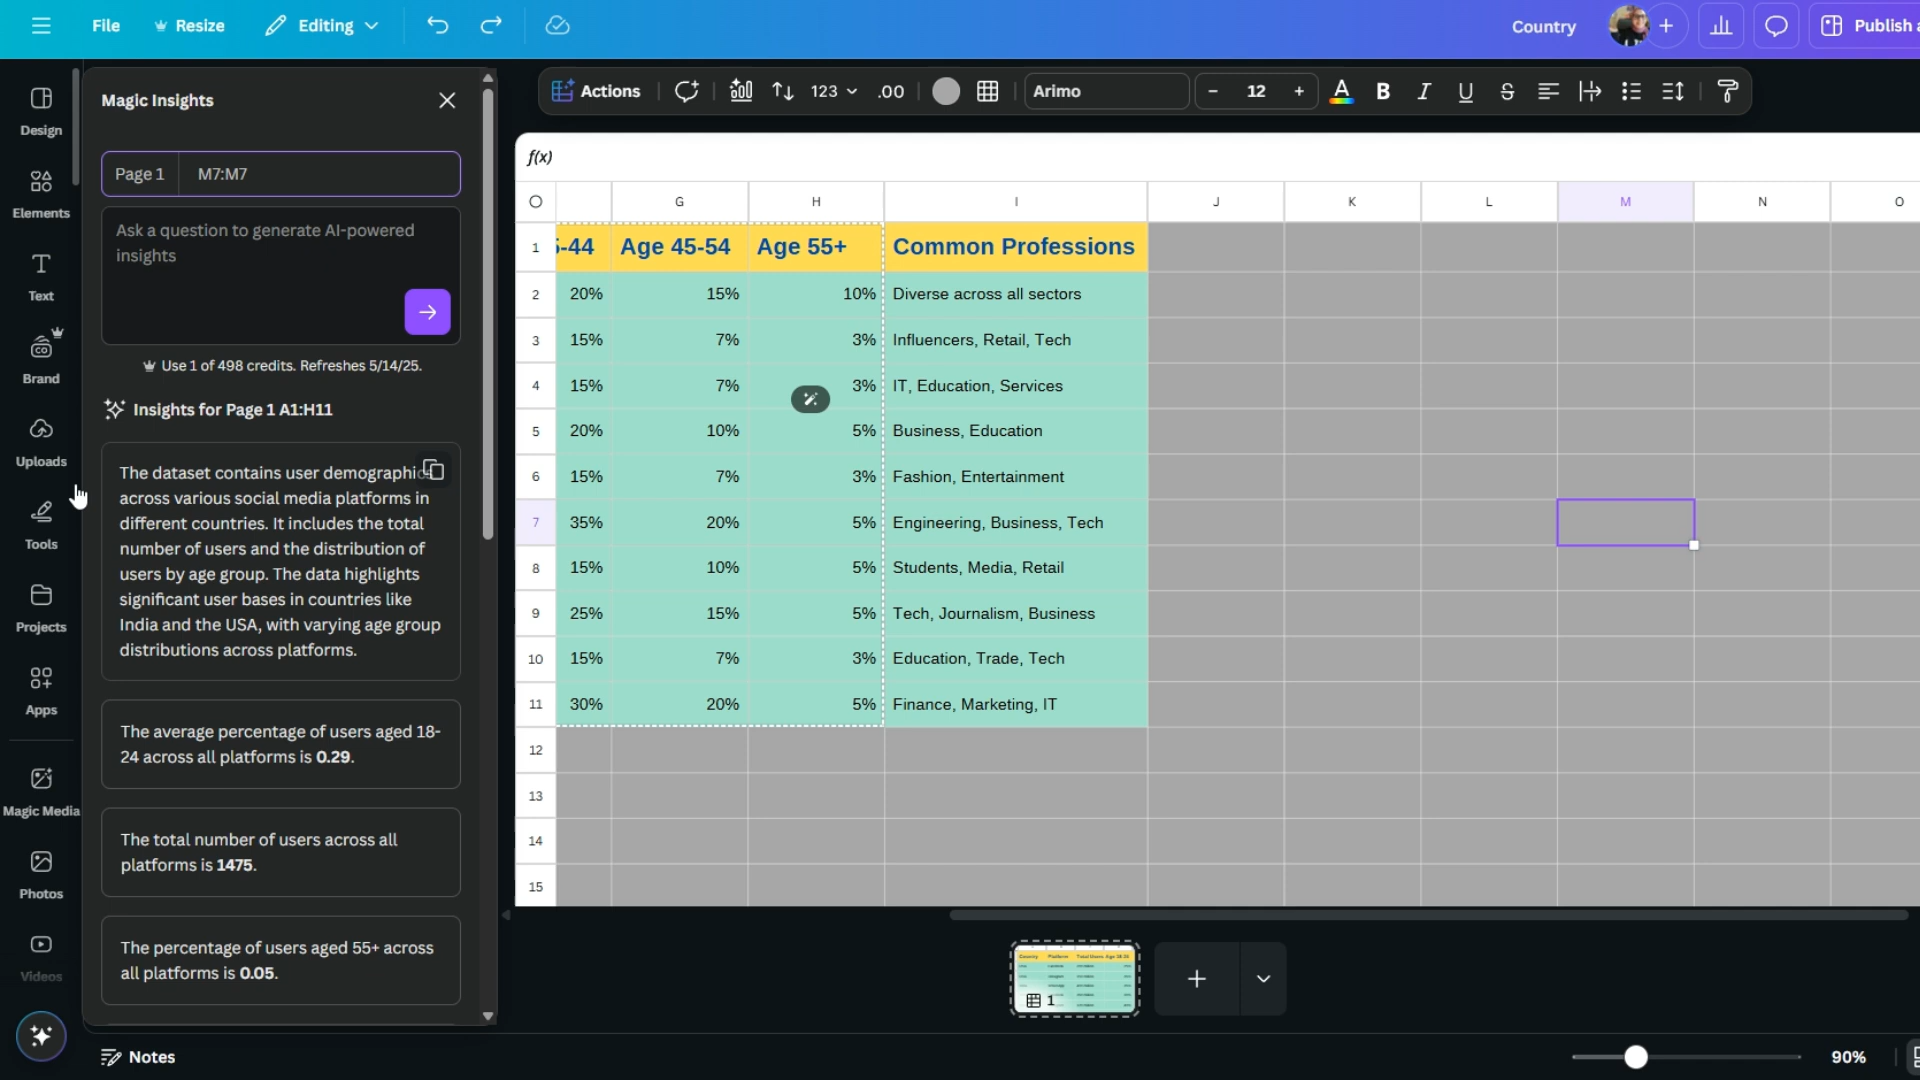 File
Resize
Editing
Country
Publish a
Design
Elements
Text
Brand
Uploads
Tools
Projects
Apps
Magic Media
Photos
Videos
Magic Insights
Page 1 M7:M7
Ask a question to generate AI-powered
insights
Use 1 of 498 credits. Refreshes 5/14/25.
Insights for Page 1 A1:H11
The dataset contains user demographic
across various social media platforms in
different countries. It includes the total
number of users and the distribution of
users by age group. The data highlights
significant user bases in countries like
India and the USA, with varying age group
distributions across platforms.
The average percentage of users aged 18-
24 across all platforms is 0.29.
The total number of users across all
platforms is 1475.
The percentage of users aged 55+ across
all platforms is 0.05.
Notes
Actions 123 .00 Arimo − 12 + A B I U S
f(x)
G H I J K L M N O
1 5-44 Age 45-54 Age 55+ Common Professions
2 20% 15% 10% Diverse across all sectors
3 15% 7% 3% Influencers, Retail, Tech
4 15% 7% 3% IT, Education, Services
5 20% 10% 5% Business, Education
6 15% 7% 3% Fashion, Entertainment
7 35% 20% 5% Engineering, Business, Tech
8 15% 10% 5% Students, Media, Retail
9 25% 15% 5% Tech, Journalism, Business
10 15% 7% 3% Education, Trade, Tech
11 30% 20% 5% Finance, Marketing, IT
12
13
14
15
Country Platform Total Users Age 18-24
1
90%